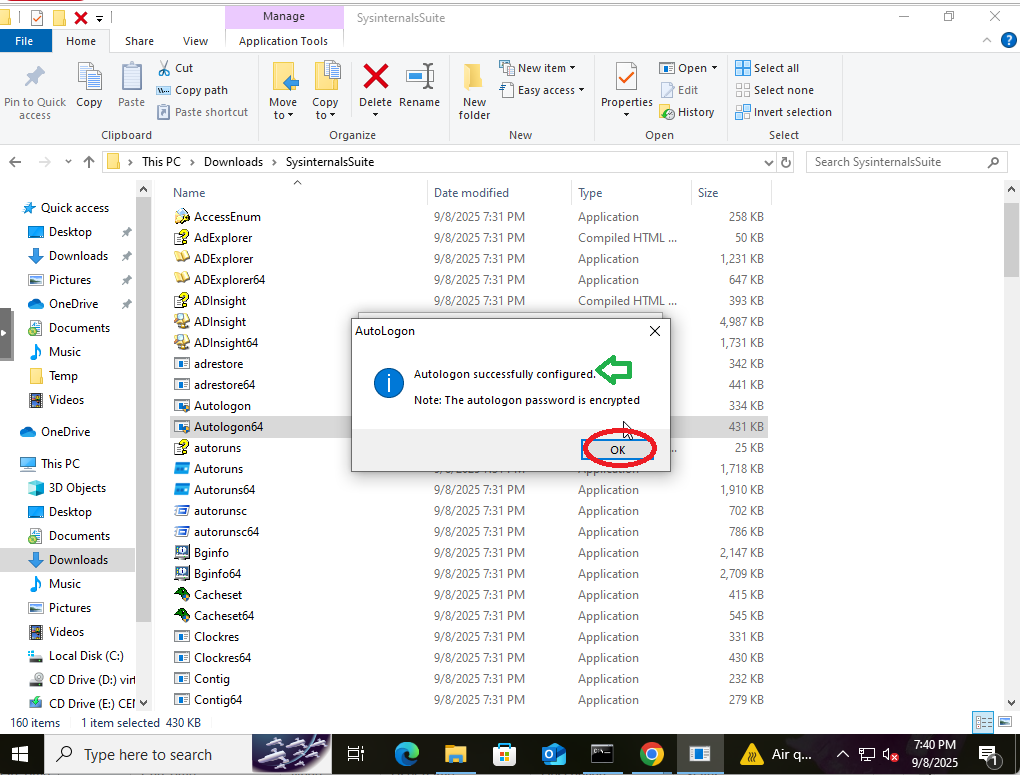 Manage
SysinternalsSuite
File
Home
Share
View
Application Tools
Pin to Quick access
Copy
Paste
Cut
Copy path
Paste shortcut
Clipboard
Move to
Copy to
Delete
Rename
Organize
New folder
New item
Easy access
New
Properties
Open
Edit
History
Open
Select all
Select none
Invert selection
Select
This PC > Downloads > SysinternalsSuite
Search SysinternalsSuite
Quick access
Desktop
Downloads
Pictures
OneDrive
Documents
Music
Temp
Videos
OneDrive
This PC
3D Objects
Desktop
Documents
Downloads
Music
Pictures
Videos
Local Disk (C:)
CD Drive (D:) virt
CD Drive (E:) CEN
Name Date modified Type Size
AccessEnum 9/8/2025 7:31 PM Application 258 KB
AdExplorer 9/8/2025 7:31 PM Compiled HTML ... 50 KB
ADExplorer 9/8/2025 7:31 PM Application 1,231 KB
ADExplorer64 9/8/2025 7:31 PM Application 647 KB
ADInsight 9/8/2025 7:31 PM Compiled HTML ... 393 KB
ADInsight 4,987 KB
ADInsight64 1,731 KB
adrestore 342 KB
adrestore64 441 KB
Autologon 334 KB
Autologon64 431 KB
autoruns ... 25 KB
Autoruns 1,718 KB
Autoruns64 9/8/2025 7:31 PM Application 1,910 KB
autorunsc 9/8/2025 7:31 PM Application 702 KB
autorunsc64 9/8/2025 7:31 PM Application 786 KB
Bginfo 9/8/2025 7:31 PM Application 2,147 KB
Bginfo64 9/8/2025 7:31 PM Application 2,709 KB
Cacheset 9/8/2025 7:31 PM Application 415 KB
Cacheset64 9/8/2025 7:31 PM Application 545 KB
Clockres 9/8/2025 7:31 PM Application 331 KB
Clockres64 9/8/2025 7:31 PM Application 430 KB
Contig 9/8/2025 7:31 PM Application 232 KB
Contig64 9/8/2025 7:31 PM Application 279 KB
AutoLogon
Autologon successfully configured.
Note: The autologon password is encrypted
OK
160 items 1 item selected 430 KB
Type here to search
Air q...
7:40 PM
9/8/2025
1